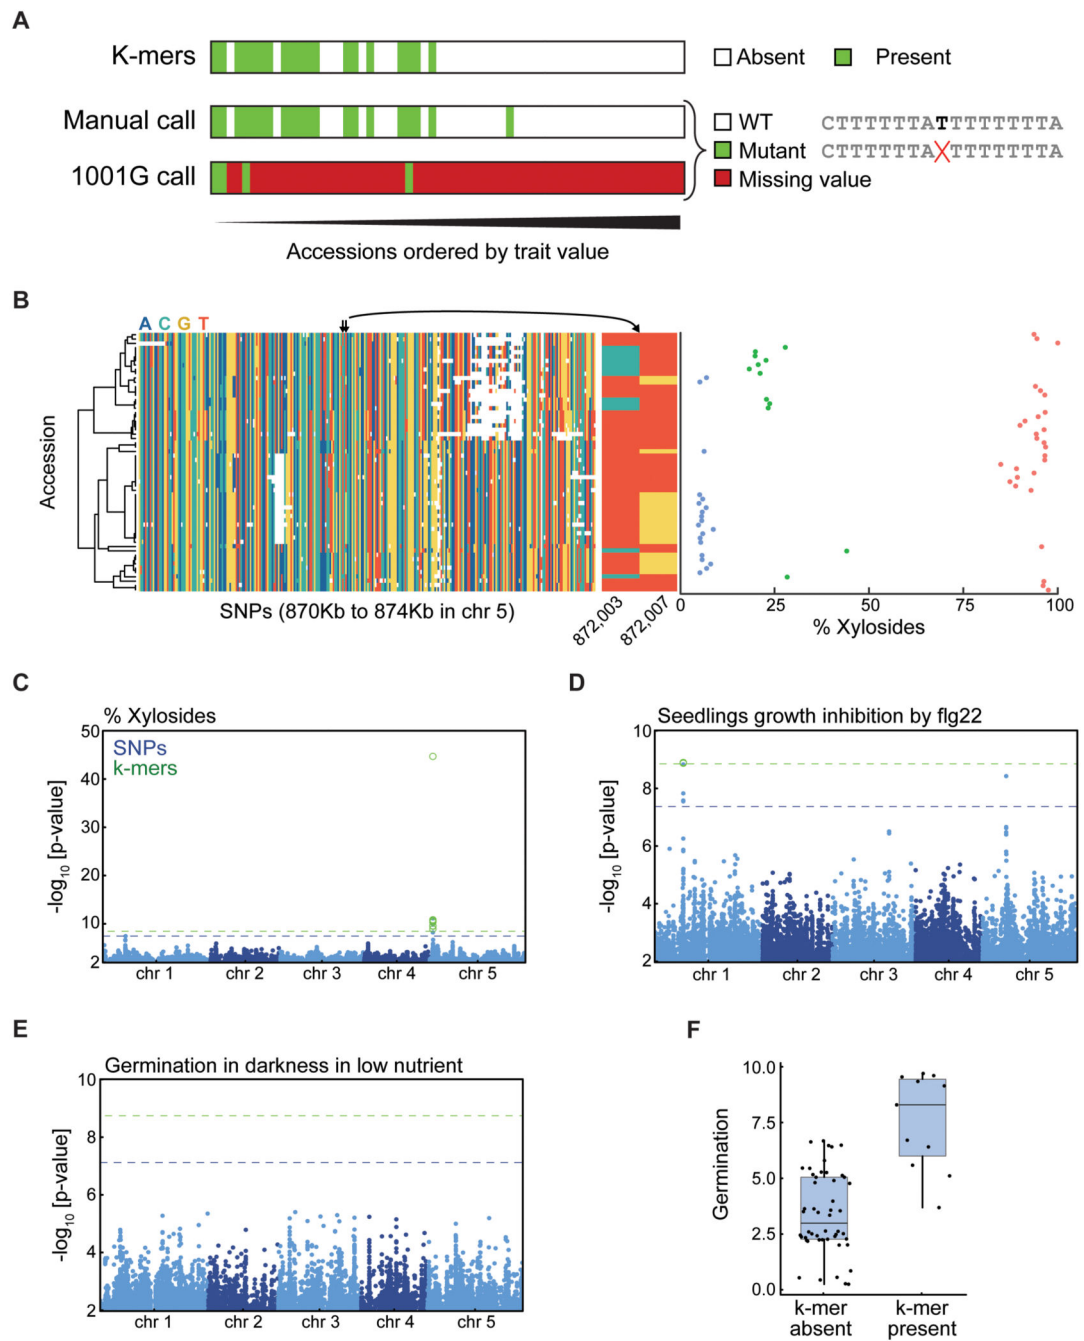 A
K-mers
Absent Present
Manual call
WT CTTTTTTATTTTTTTTA
Mutant CTTTTTTAXTTTTTTTA
1001G call
Missing value
Accessions ordered by trait value
B
A C G T
Accession
SNPs (870Kb to 874Kb in chr 5)
872,003
872,007
0 25 50 75 100
% Xylosides
C
% Xylosides
SNPs
k-mers
50
40
30
20
10
2
-log10 [p-value]
chr 1 chr 2 chr 3 chr 4 chr 5
D
Seedlings growth inhibition by flg22
10
8
6
4
2
-log10 [p-value]
chr 1 chr 2 chr 3 chr 4 chr 5
E
Germination in darkness in low nutrient
10
8
6
4
2
-log10 [p-value]
chr 1 chr 2 chr 3 chr 4 chr 5
F
10.0
7.5
5.0
2.5
0.0
Germination
k-mer absent
k-mer present